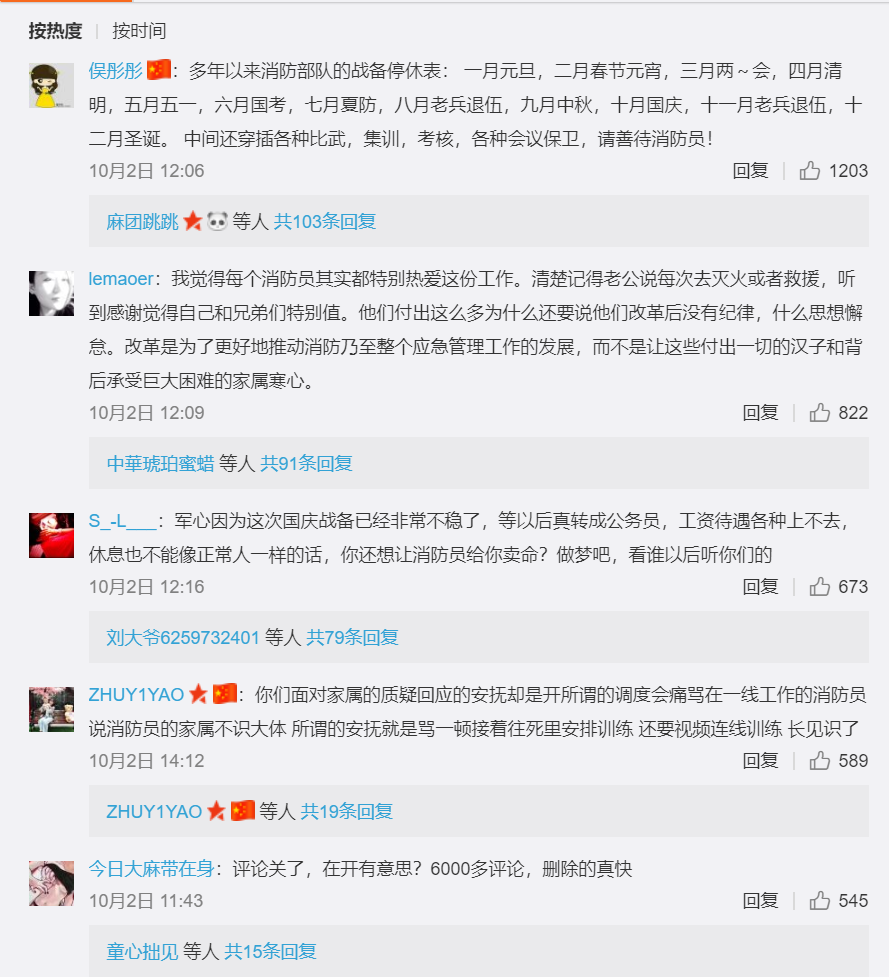 按热度 | 按时间
俣彤彤：多年以来消防部队的战备停休表： 一月元旦，二月春节元宵，三月两～会，四月清
明，五月五一，六月国考，七月夏防，八月老兵退伍，九月中秋，十月国庆，十一月老兵退伍，十
二月圣诞。 中间还穿插各种比武，集训，考核，各种会议保卫，请善待消防员！
10月2日 12:06 回复 | 1203
麻团跳跳 等人 共103条回复
lemaoer：我觉得每个消防员其实都特别热爱这份工作。清楚记得老公说每次去灭火或者救援，听
到感谢觉得自己和兄弟们特别值。他们付出这么多为什么还要说他们改革后没有纪律，什么思想懈
怠。改革是为了更好地推动消防乃至整个应急管理工作的发展，而不是让这些付出一切的汉子和背
后承受巨大困难的家属寒心。
10月2日 12:09 回复 | 822
中華琥珀蜜蜡 等人 共91条回复
S_-L___：军心因为这次国庆战备已经非常不稳了，等以后真转成公务员，工资待遇各种上不去，
休息也不能像正常人一样的话，你还想让消防员给你卖命？做梦吧，看谁以后听你们的
10月2日 12:16 回复 | 673
刘大爷6259732401 等人 共79条回复
ZHUY1YAO：你们面对家属的质疑回应的安抚却是开所谓的调度会痛骂在一线工作的消防员
说消防员的家属不识大体 所谓的安抚就是骂一顿接着往死里安排训练 还要视频连线训练 长见识了
10月2日 14:12 回复 | 589
ZHUY1YAO 等人 共19条回复
今日大麻带在身：评论关了，在开有意思？6000多评论，删除的真快
10月2日 11:43 回复 | 545
童心拙见 等人 共15条回复